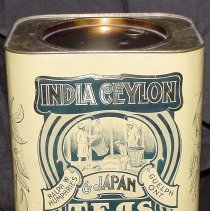 INDIA CEYLON
& JAPAN
RALPH N. HUMPHRIES
GUELPH ONT.
TEAS